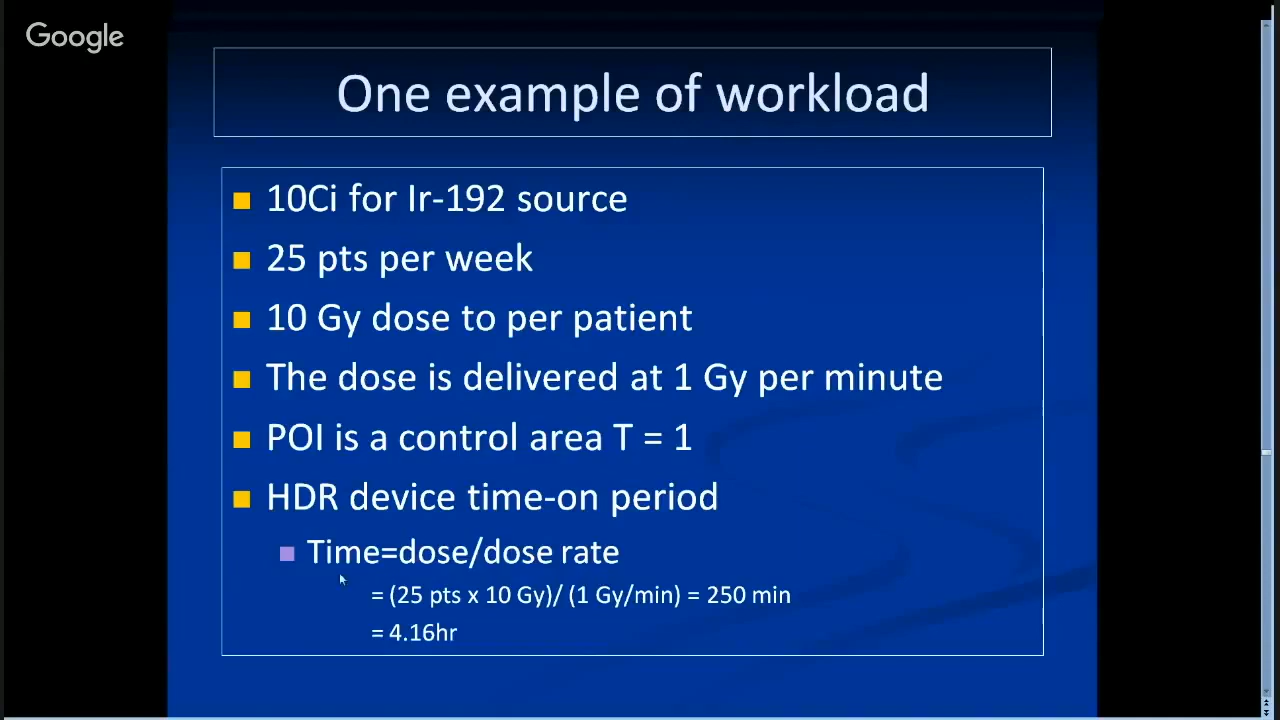 Google
One example of workload
10Ci for Ir-192 source
25 pts per week
10 Gy dose to per patient
The dose is delivered at 1 Gy per minute
POI is a control area T = 1
HDR device time-on period
Time=dose/dose rate
= (25 pts x 10 Gy)/ (1 Gy/min) = 250 min
= 4.16hr